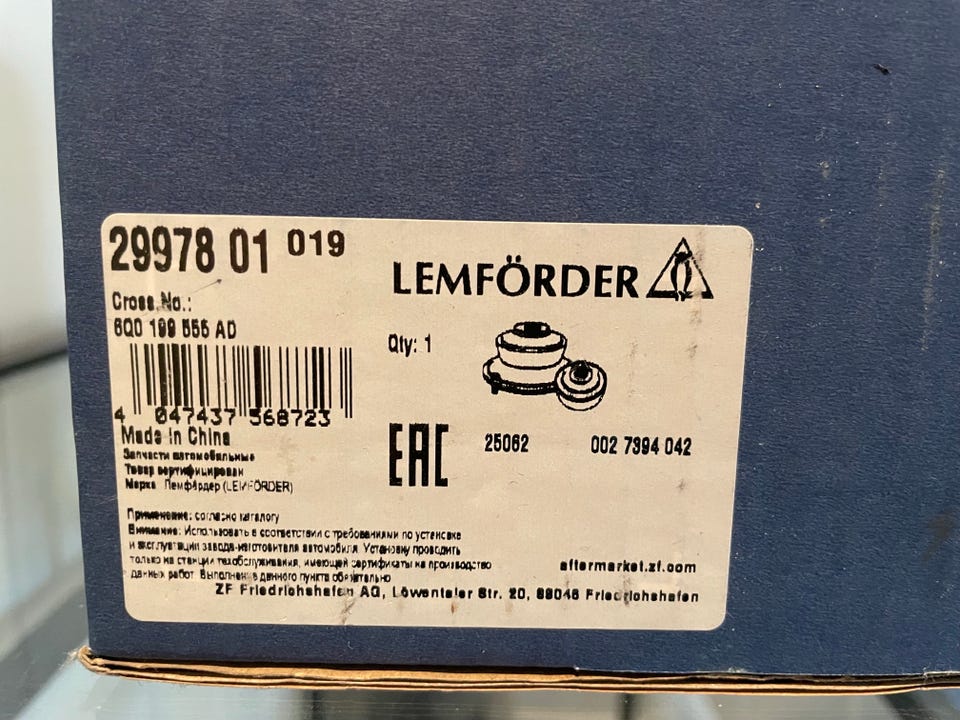 29978 01 019
LEMFÖRDER
Cross No.:
6Q0 199 555 AD
Qty: 1
4 047437 368723
Made in China
EAC
25062
002 7394 042
Запчасти автомобильные
Товар сертифицирован
Марка: Лемфёрдер (LEMFÖRDER)
Применение: согласно каталогу
Внимание: Использовать в соответствии с требованиями по установке
и эксплуатации завода-изготовителя автомобиля. Установку проводить
только на станции техобслуживания, имеющей сертификаты на производство
данных работ. Выполнение данного пункта обязательно
aftermarket.zf.com
ZF Friedrichshafen AG, Löwentaler Str. 20, 88046 Friedrichshafen